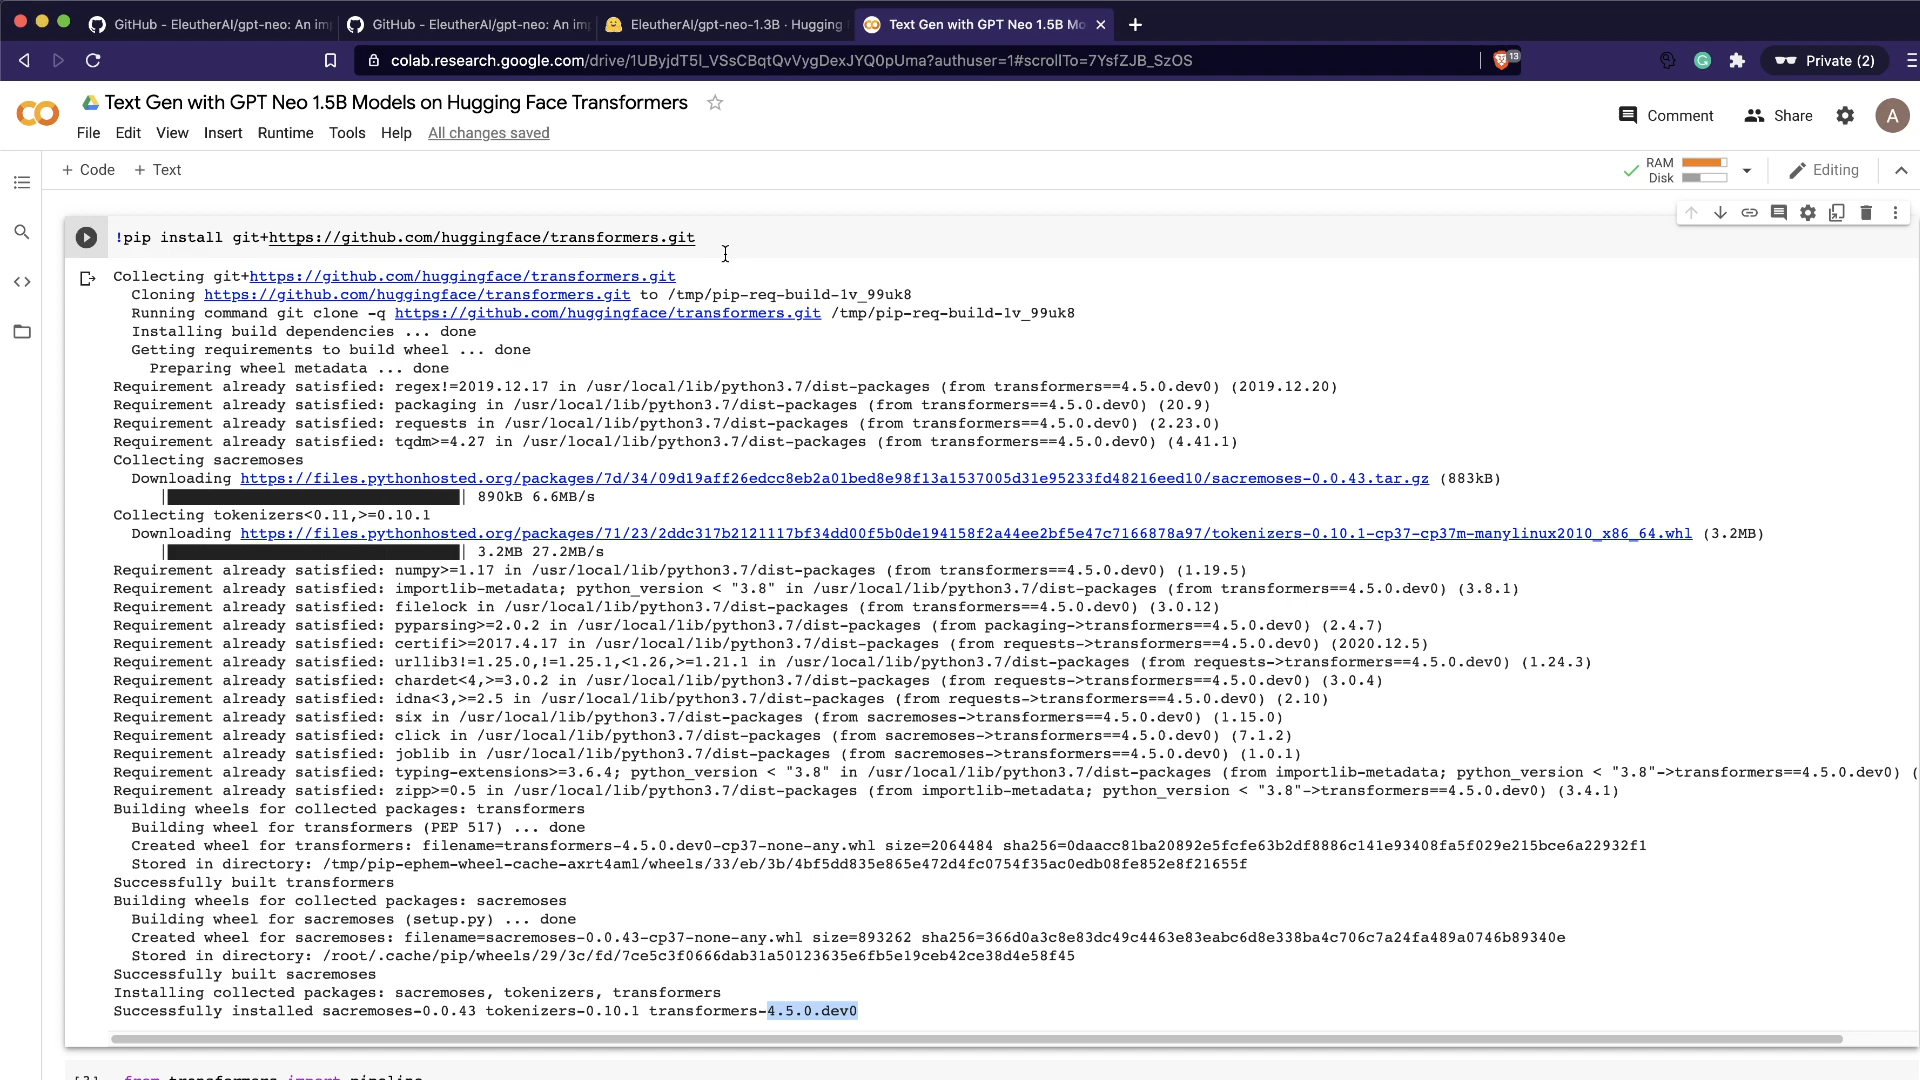 GitHub - EleutherAI/gpt-neo: An im
GitHub - EleutherAI/gpt-neo: An im
EleutherAI/gpt-neo-1.3B · Hugging
Text Gen with GPT Neo 1.5B Mo
colab.research.google.com/drive/1UByjdT5l_VSsCBqtQvVygDexJYQ0pUma?authuser=1#scrollTo=7YsfZJB_SzOS
13
Private (2)
Text Gen with GPT Neo 1.5B Models on Hugging Face Transformers
Comment
Share
A
File Edit View Insert Runtime Tools Help All changes saved
+ Code + Text
RAM
Disk
Editing
!pip install git+https://github.com/huggingface/transformers.git
Collecting git+https://github.com/huggingface/transformers.git
Cloning https://github.com/huggingface/transformers.git to /tmp/pip-req-build-1v_99uk8
Running command git clone -q https://github.com/huggingface/transformers.git /tmp/pip-req-build-1v_99uk8
Installing build dependencies ... done
Getting requirements to build wheel ... done
Preparing wheel metadata ... done
Requirement already satisfied: regex!=2019.12.17 in /usr/local/lib/python3.7/dist-packages (from transformers==4.5.0.dev0) (2019.12.20)
Requirement already satisfied: packaging in /usr/local/lib/python3.7/dist-packages (from transformers==4.5.0.dev0) (20.9)
Requirement already satisfied: requests in /usr/local/lib/python3.7/dist-packages (from transformers==4.5.0.dev0) (2.23.0)
Requirement already satisfied: tqdm>=4.27 in /usr/local/lib/python3.7/dist-packages (from transformers==4.5.0.dev0) (4.41.1)
Collecting sacremoses
Downloading https://files.pythonhosted.org/packages/7d/34/09d19aff26edcc8eb2a01bed8e98f13a1537005d31e95233fd48216eed10/sacremoses-0.0.43.tar.gz (883kB)
890kB 6.6MB/s
Collecting tokenizers<0.11,>=0.10.1
Downloading https://files.pythonhosted.org/packages/71/23/2ddc317b2121117bf34dd00f5b0de194158f2a44ee2bf5e47c7166878a97/tokenizers-0.10.1-cp37-cp37m-manylinux2010_x86_64.whl (3.2MB)
3.2MB 27.2MB/s
Requirement already satisfied: numpy>=1.17 in /usr/local/lib/python3.7/dist-packages (from transformers==4.5.0.dev0) (1.19.5)
Requirement already satisfied: importlib-metadata; python_version < "3.8" in /usr/local/lib/python3.7/dist-packages (from transformers==4.5.0.dev0) (3.8.1)
Requirement already satisfied: filelock in /usr/local/lib/python3.7/dist-packages (from transformers==4.5.0.dev0) (3.0.12)
Requirement already satisfied: pyparsing>=2.0.2 in /usr/local/lib/python3.7/dist-packages (from packaging->transformers==4.5.0.dev0) (2.4.7)
Requirement already satisfied: certifi>=2017.4.17 in /usr/local/lib/python3.7/dist-packages (from requests->transformers==4.5.0.dev0) (2020.12.5)
Requirement already satisfied: urllib3!=1.25.0,!=1.25.1,<1.26,>=1.21.1 in /usr/local/lib/python3.7/dist-packages (from requests->transformers==4.5.0.dev0) (1.24.3)
Requirement already satisfied: chardet<4,>=3.0.2 in /usr/local/lib/python3.7/dist-packages (from requests->transformers==4.5.0.dev0) (3.0.4)
Requirement already satisfied: idna<3,>=2.5 in /usr/local/lib/python3.7/dist-packages (from requests->transformers==4.5.0.dev0) (2.10)
Requirement already satisfied: six in /usr/local/lib/python3.7/dist-packages (from sacremoses->transformers==4.5.0.dev0) (1.15.0)
Requirement already satisfied: click in /usr/local/lib/python3.7/dist-packages (from sacremoses->transformers==4.5.0.dev0) (7.1.2)
Requirement already satisfied: joblib in /usr/local/lib/python3.7/dist-packages (from sacremoses->transformers==4.5.0.dev0) (1.0.1)
Requirement already satisfied: typing-extensions>=3.6.4; python_version < "3.8" in /usr/local/lib/python3.7/dist-packages (from importlib-metadata; python_version < "3.8"->transformers==4.5.0.dev0) (
Requirement already satisfied: zipp>=0.5 in /usr/local/lib/python3.7/dist-packages (from importlib-metadata; python_version < "3.8"->transformers==4.5.0.dev0) (3.4.1)
Building wheels for collected packages: transformers
Building wheel for transformers (PEP 517) ... done
Created wheel for transformers: filename=transformers-4.5.0.dev0-cp37-none-any.whl size=2064484 sha256=0daacc81ba20892e5fcfe63b2df8886c141e93408fa5f029e215bce6a22932f1
Stored in directory: /tmp/pip-ephem-wheel-cache-axrt4aml/wheels/33/eb/3b/4bf5dd835e865e472d4fc0754f35ac0edb08fe852e8f21655f
Successfully built transformers
Building wheels for collected packages: sacremoses
Building wheel for sacremoses (setup.py) ... done
Created wheel for sacremoses: filename=sacremoses-0.0.43-cp37-none-any.whl size=893262 sha256=366d0a3c8e83dc49c4463e83eabc6d8e338ba4c706c7a24fa489a0746b89340e
Stored in directory: /root/.cache/pip/wheels/29/3c/fd/7ce5c3f0666dab31a50123635e6fb5e19ceb42ce38d4e58f45
Successfully built sacremoses
Installing collected packages: sacremoses, tokenizers, transformers
Successfully installed sacremoses-0.0.43 tokenizers-0.10.1 transformers-4.5.0.dev0
from transformers import pipeline